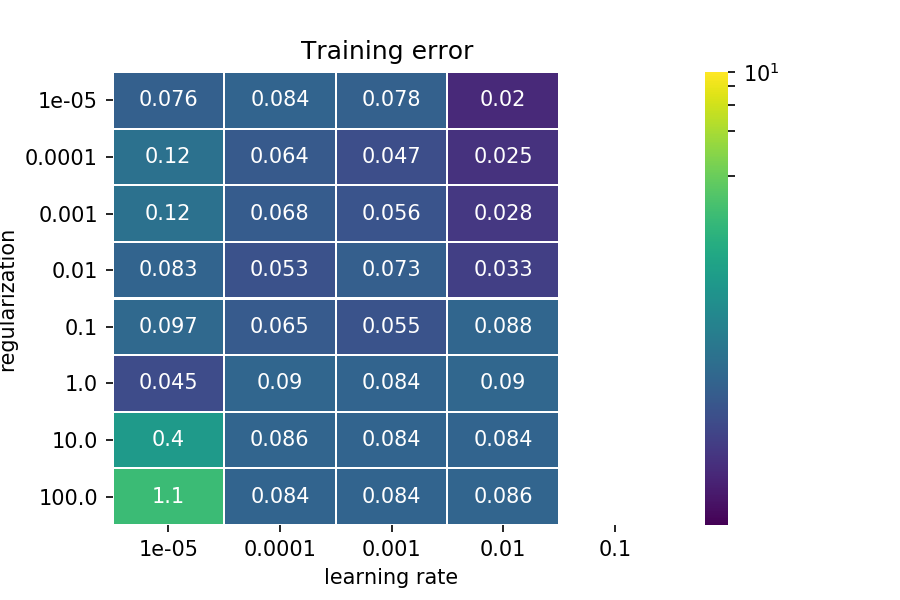 Training error
10¹
1e-05 0.076 0.084 0.078 0.02
0.0001 0.12 0.064 0.047 0.025
0.001 0.12 0.068 0.056 0.028
0.01 0.083 0.053 0.073 0.033
regularization
0.1 0.097 0.065 0.055 0.088
1.0 0.045 0.09 0.084 0.09
10.0 0.4 0.086 0.084 0.084
100.0 1.1 0.084 0.084 0.086
1e-05 0.0001 0.001 0.01 0.1
learning rate